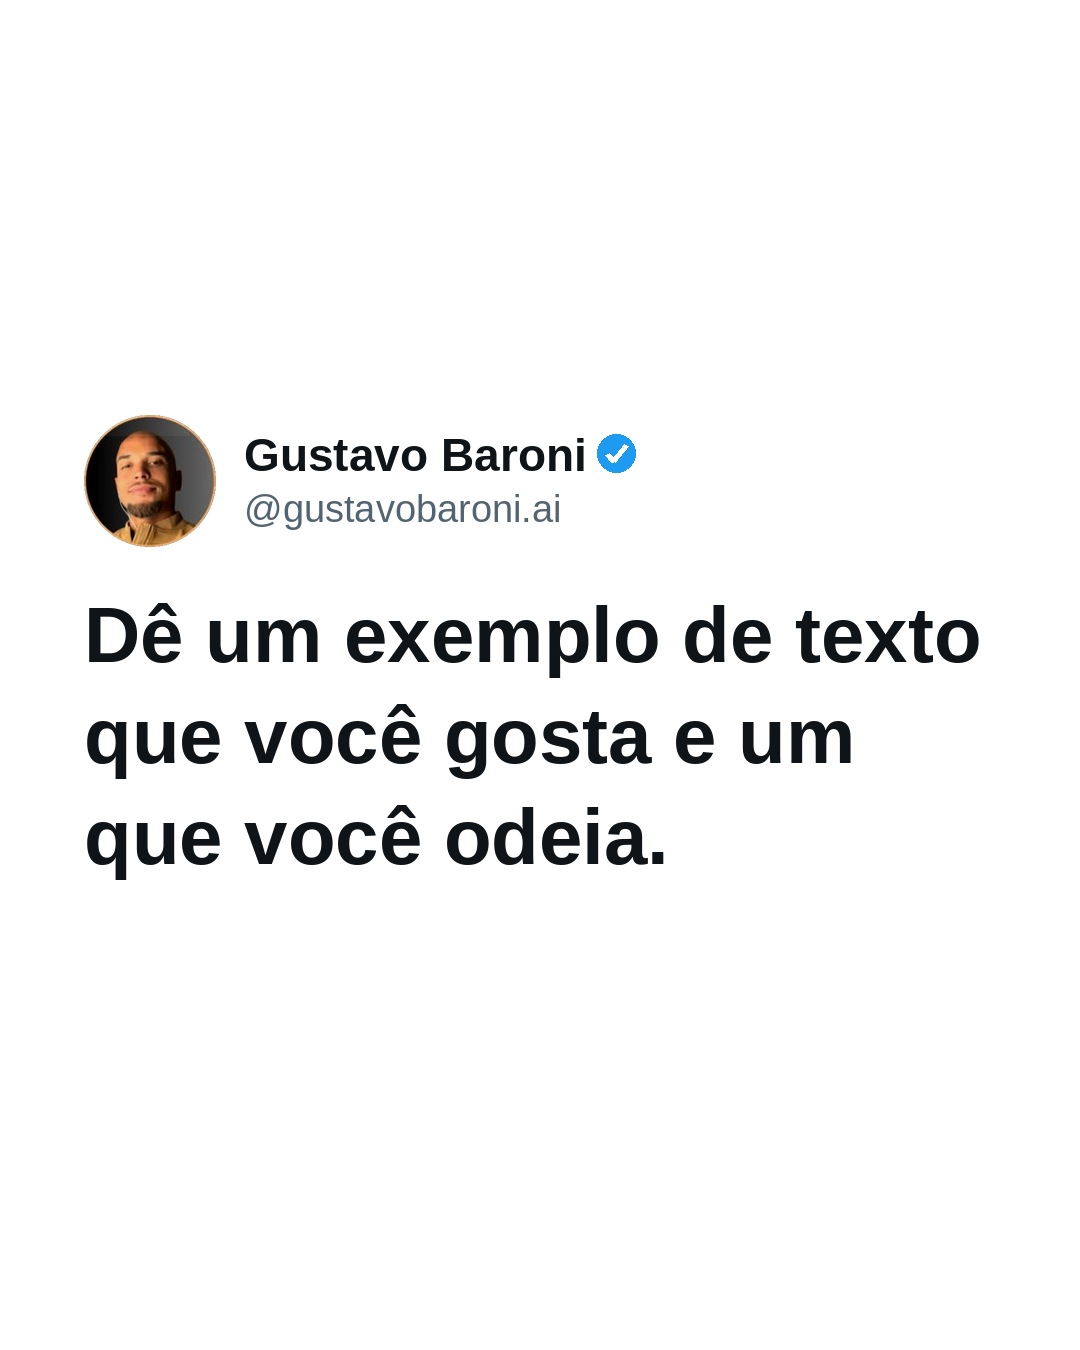 Gustavo Baroni
@gustavobaroni.ai
Dê um exemplo de texto
que você gosta e um
que você odeia.